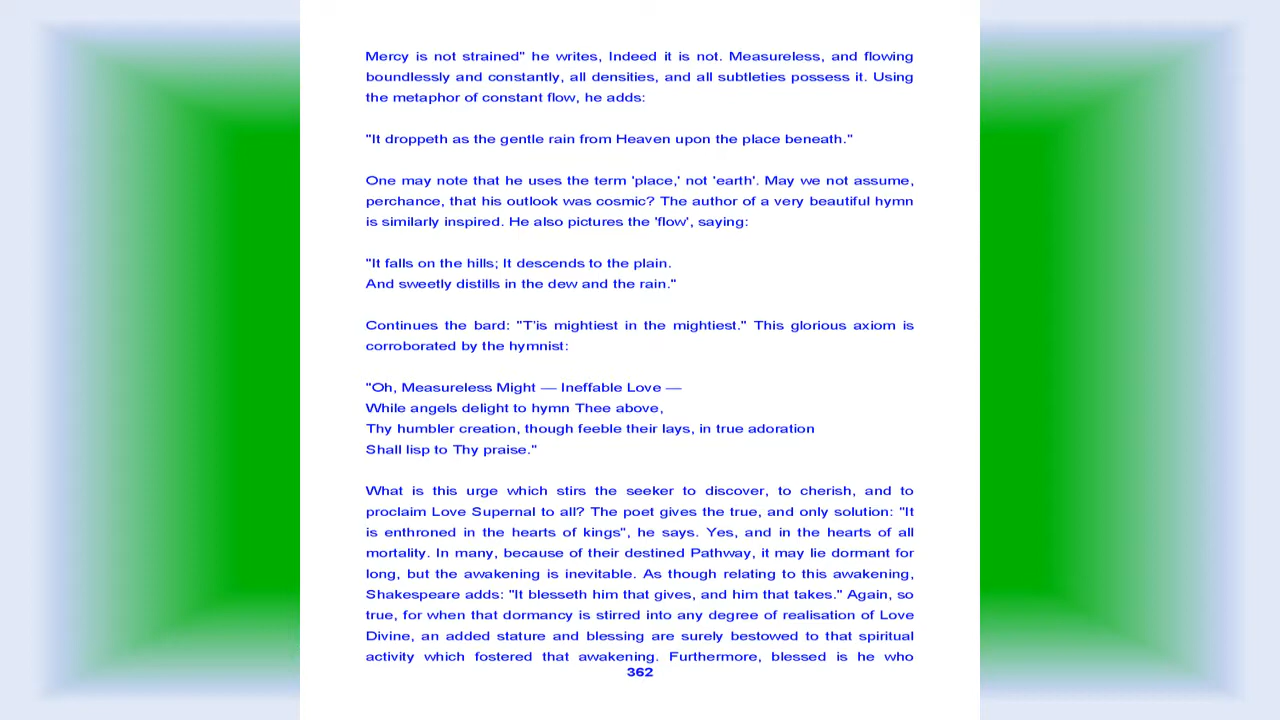 Mercy is not strained" he writes, Indeed it is not. Measureless, and flowing
boundlessly and constantly, all densities, and all subtleties possess it. Using
the metaphor of constant flow, he adds:
"It droppeth as the gentle rain from Heaven upon the place beneath."
One may note that he uses the term 'place,' not 'earth'. May we not assume,
perchance, that his outlook was cosmic? The author of a very beautiful hymn
is similarly inspired. He also pictures the 'flow', saying:
"It falls on the hills; It descends to the plain.
And sweetly distills in the dew and the rain."
Continues the bard: "T'is mightiest in the mightiest." This glorious axiom is
corroborated by the hymnist:
"Oh, Measureless Might — Ineffable Love —
While angels delight to hymn Thee above,
Thy humbler creation, though feeble their lays, in true adoration
Shall lisp to Thy praise."
What is this urge which stirs the seeker to discover, to cherish, and to
proclaim Love Supernal to all? The poet gives the true, and only solution: "It
is enthroned in the hearts of kings", he says. Yes, and in the hearts of all
mortality. In many, because of their destined Pathway, it may lie dormant for
long, but the awakening is inevitable. As though relating to this awakening,
Shakespeare adds: "It blesseth him that gives, and him that takes." Again, so
true, for when that dormancy is stirred into any degree of realisation of Love
Divine, an added stature and blessing are surely bestowed to that spiritual
activity which fostered that awakening. Furthermore, blessed is he who
362